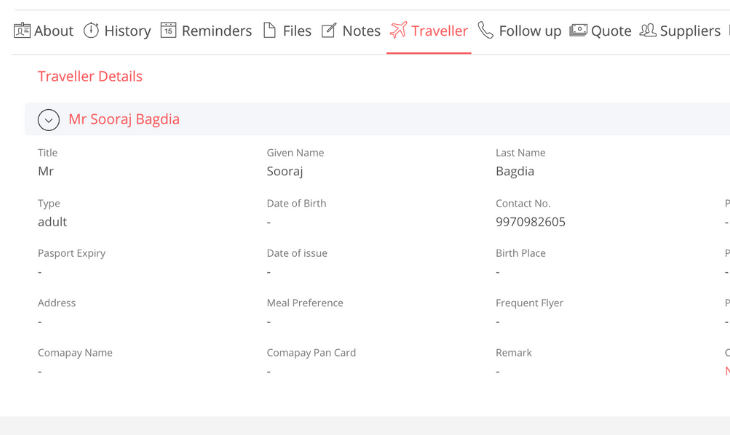 About History Reminders Files Notes Traveller Follow up Quote Suppliers
Traveller Details
Mr Sooraj Bagdia
Title Given Name Last Name
Mr Sooraj Bagdia
Type Date of Birth Contact No. P
adult - 9970982605 -
Pasport Expiry Date of issue Birth Place P
- - - -
Address Meal Preference Frequent Flyer P
- - - -
Comapay Name Comapay Pan Card Remark
- - -